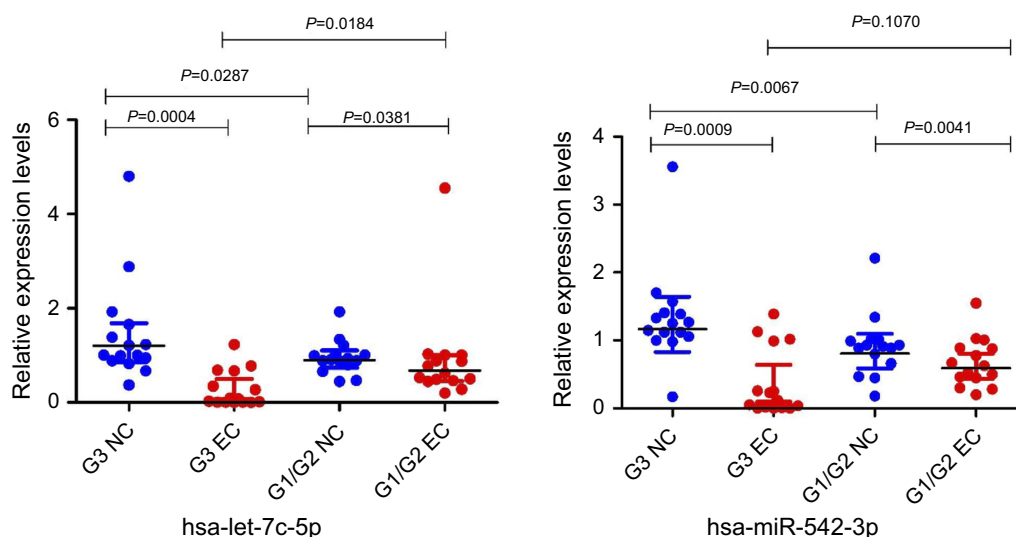 P=0.0184
P=0.0287
P=0.0004
P=0.0381
Relative expression levels
6
4
2
0
G3 NC
G3 EC
G1/G2 NC
G1/G2 EC
hsa-let-7c-5p
P=0.1070
P=0.0067
P=0.0009
P=0.0041
Relative expression levels
4
3
2
1
0
G3 NC
G3 EC
G1/G2 NC
G1/G2 EC
hsa-miR-542-3p